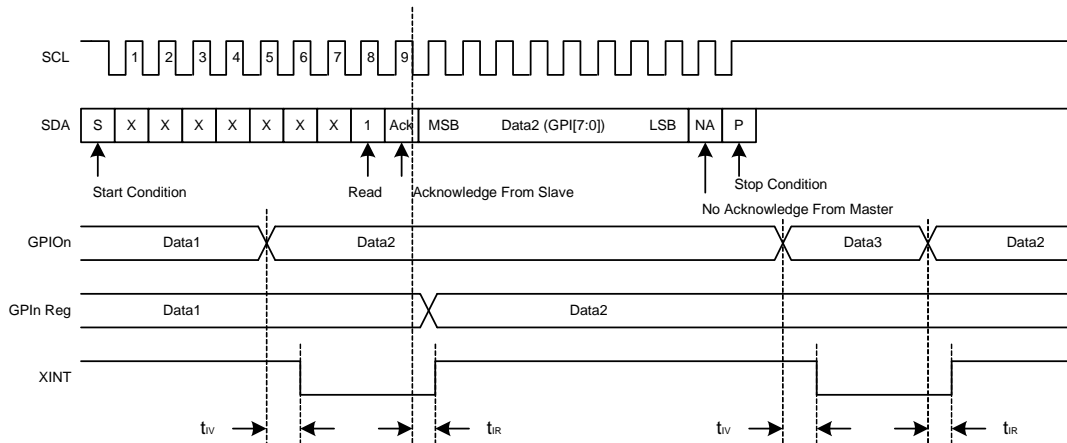 SCL 1 2 3 4 5 6 7 8 9
SDA S X X X X X X X 1 Ack MSB Data2 (GPI[7:0]) LSB NA P
Start Condition Read Acknowledge From Slave Stop Condition
No Acknowledge From Master
GPIOn Data1 Data2 Data3 Data2
GPIn Reg Data1 Data2
XINT
tIV tIR tIV tIR